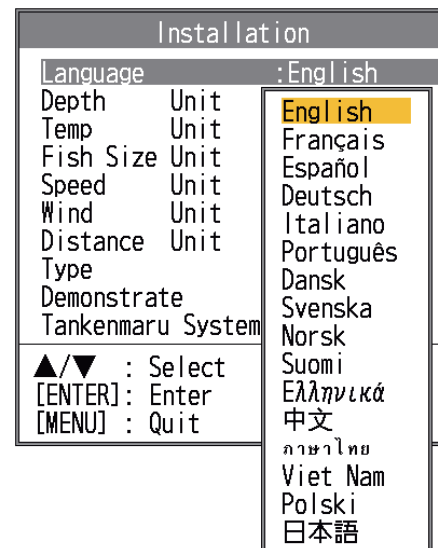 Installation
Language :English
Depth Unit
Temp Unit
Fish Size Unit
Speed Unit
Wind Unit
Distance Unit
Type
Demonstrate
Tankenmaru System
▲/▼ : Select
[ENTER] : Enter
[MENU] : Quit
English
Français
Español
Deutsch
Italiano
Português
Dansk
Svenska
Norsk
Suomi
Ελληνικά
中文
ภาษาไทย
Viet Nam
Polski
日本語